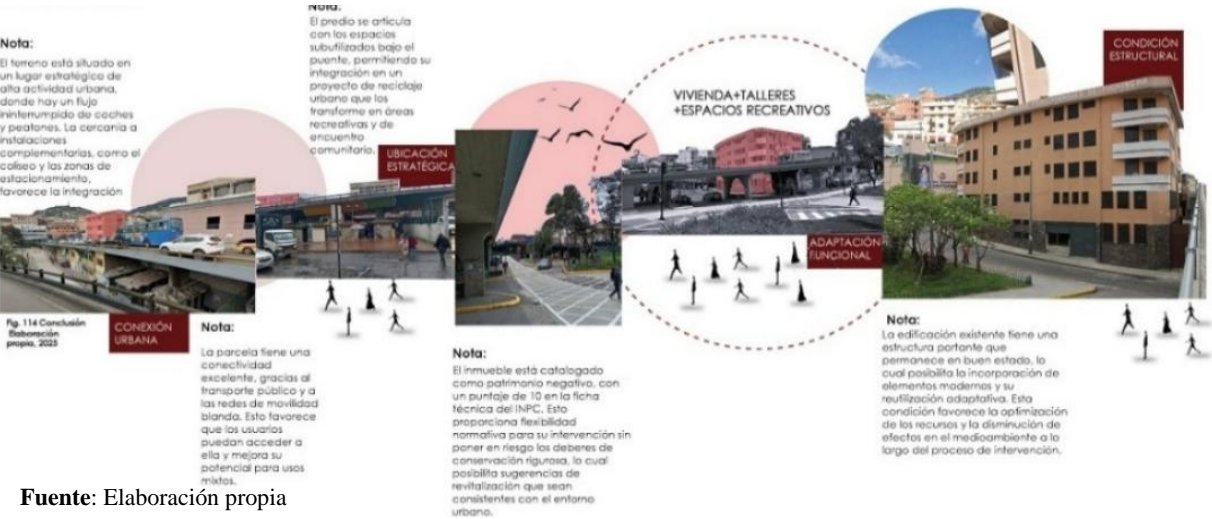 Nota:
El terreno está situado en
un lugar estratégico de
alta actividad urbana,
donde hay un flujo
ininterrumpido de coches
y peatones. La cercanía a
instalaciones
complementarias, como el
coliseo y las zonas de
estacionamiento,
favorece la integración
Nota:
El predio se articula
con los espacios
subutilizados bajo el
puente, permitiendo su
integración en un
proyecto de reciclaje
urbano que los
transforme en áreas
recreativas y de
encuentro
comunitario.
UBICACIÓN
ESTRATÉGICA
VIVIENDA+TALLERES
+ESPACIOS RECREATIVOS
CONDICIÓN
ESTRUCTURAL
ADAPTACIÓN
FUNCIONAL
Fig. 114 Conclusión
Elaboración
propia, 2025
CONEXIÓN
URBANA
Nota:
La parcela tiene una
conectividad
excelente, gracias al
transporte público y a
las redes de movilidad
blanda. Esto favorece
que los usuarios
puedan acceder a
ella y mejora su
potencial para usos
mixtos.
Nota:
El inmueble está catalogado
como patrimonio negativo, con
un puntaje de 10 en la ficha
técnica del INPC. Esto
proporciona flexibilidad
normativa para su intervención sin
poner en riesgo los deberes de
conservación rigurosa, lo cual
posibilita sugerencias de
revitalización que sean
consistentes con el entorno
urbano.
Nota:
La edificación existente tiene una
estructura portante que
permanece en buen estado, lo
cual posibilita la incorporación de
elementos modernos y su
reutilización adaptativa. Esta
condición favorece la optimización
de los recursos y la disminución de
efectos en el medioambiente a lo
largo del proceso de intervención.
Fuente: Elaboración propia